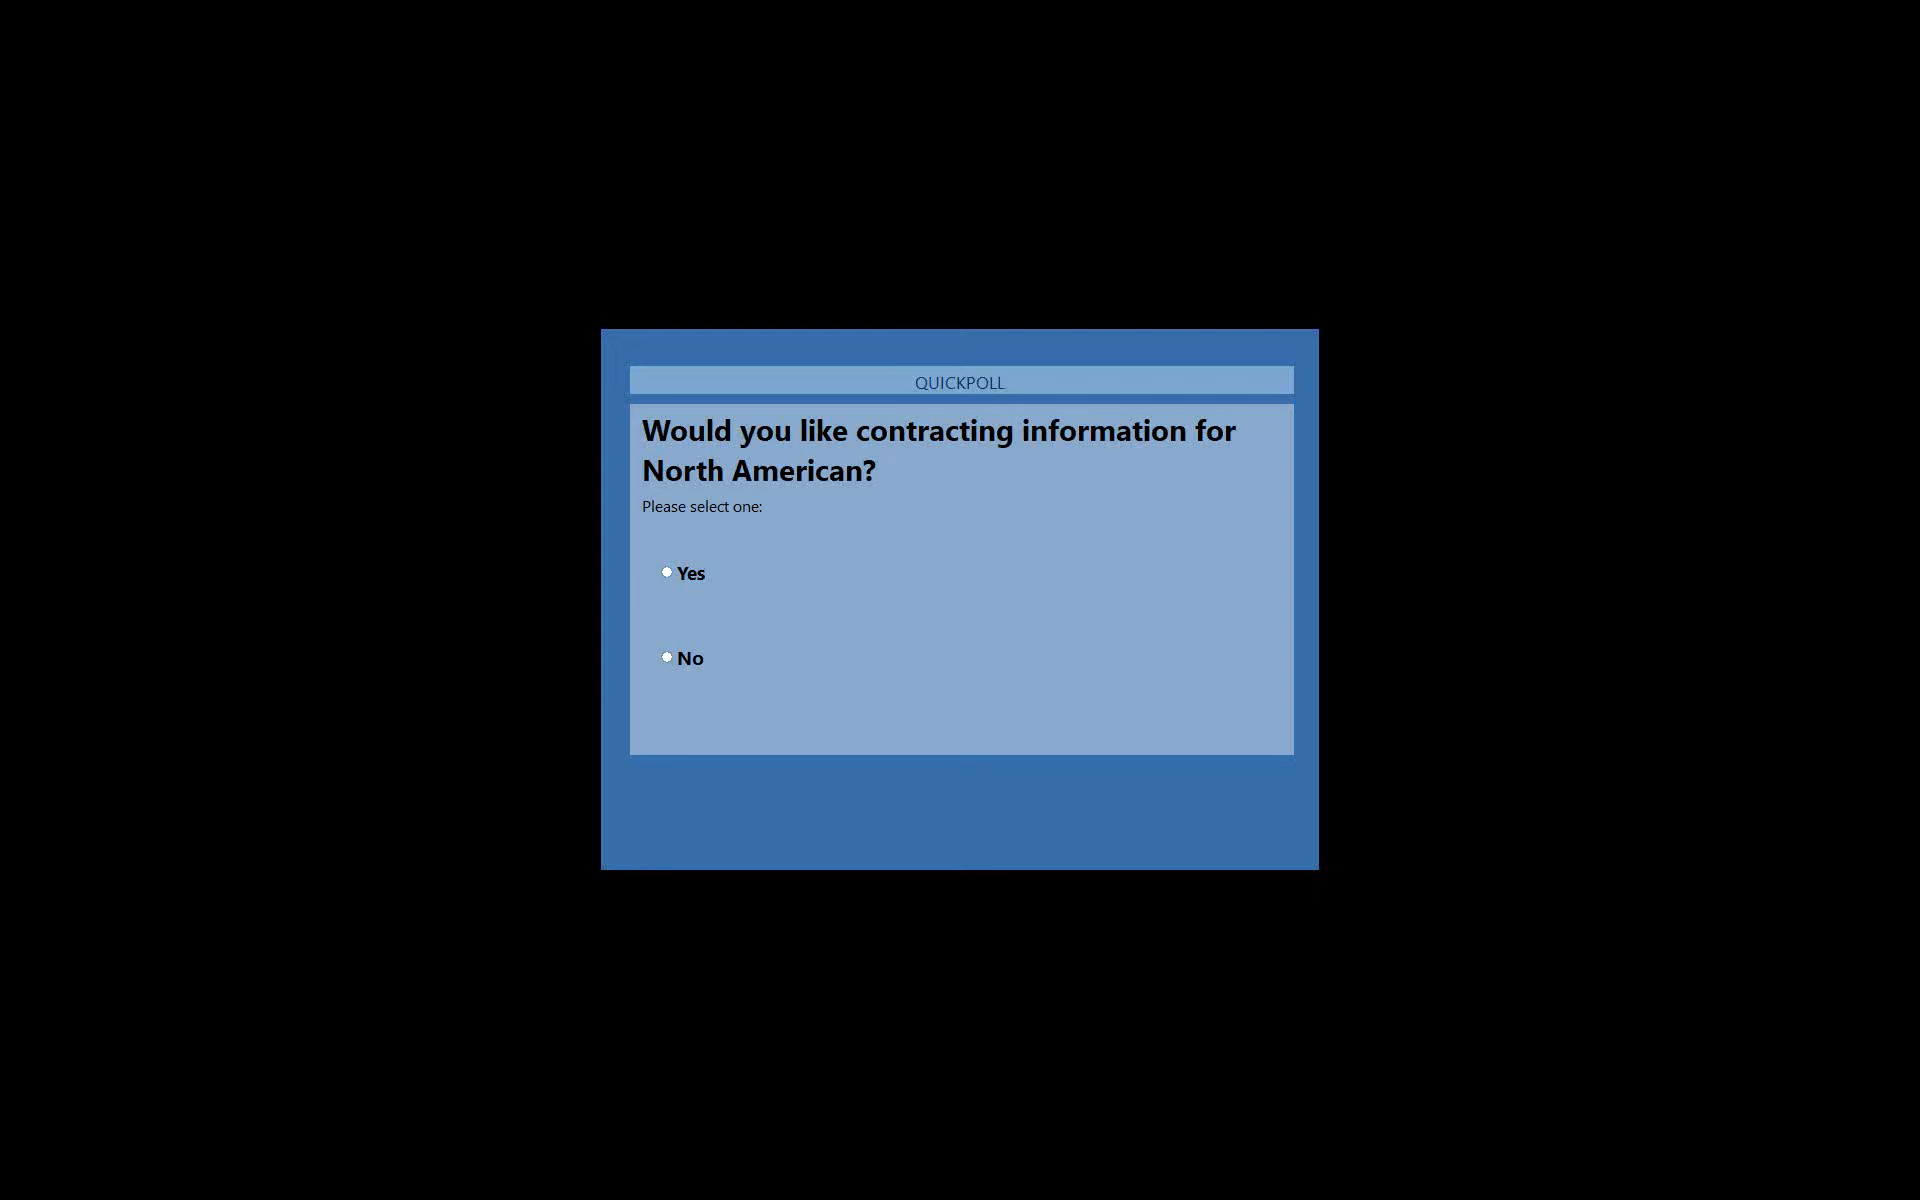 QUICKPOLL
Would you like contracting information for
North American?
Please select one:
Yes
No